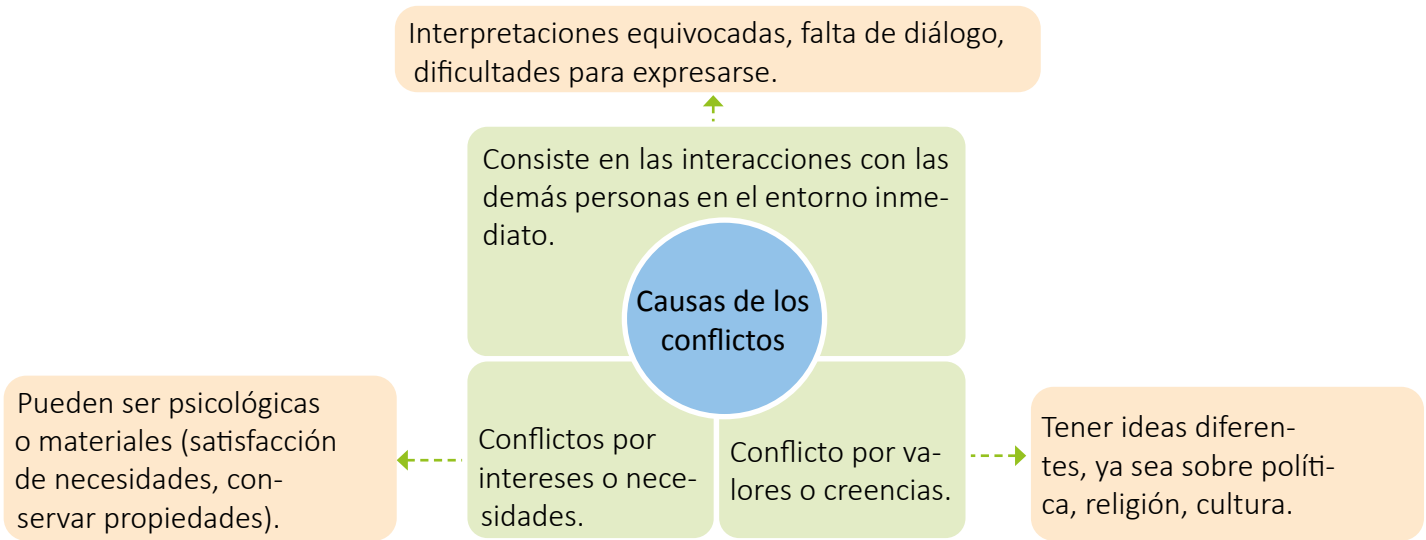 Interpretaciones equivocadas, falta de diálogo,
dificultades para expresarse.
Consiste en las interacciones con las
demás personas en el entorno inme-
diato.
Causas de los
conflictos
Pueden ser psicológicas
o materiales (satisfacción
de necesidades, con-
servar propiedades).
Conflictos por
intereses o nece-
sidades.
Conflicto por va-
lores o creencias.
Tener ideas diferen-
tes, ya sea sobre políti-
ca, religión, cultura.